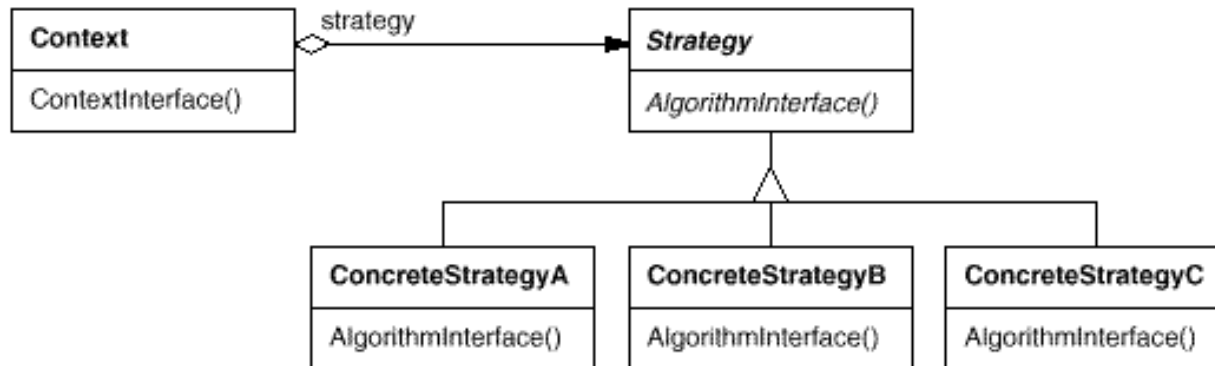 Context
ContextInterface()
strategy
Strategy
AlgorithmInterface()
ConcreteStrategyA
AlgorithmInterface()
ConcreteStrategyB
AlgorithmInterface()
ConcreteStrategyC
AlgorithmInterface()